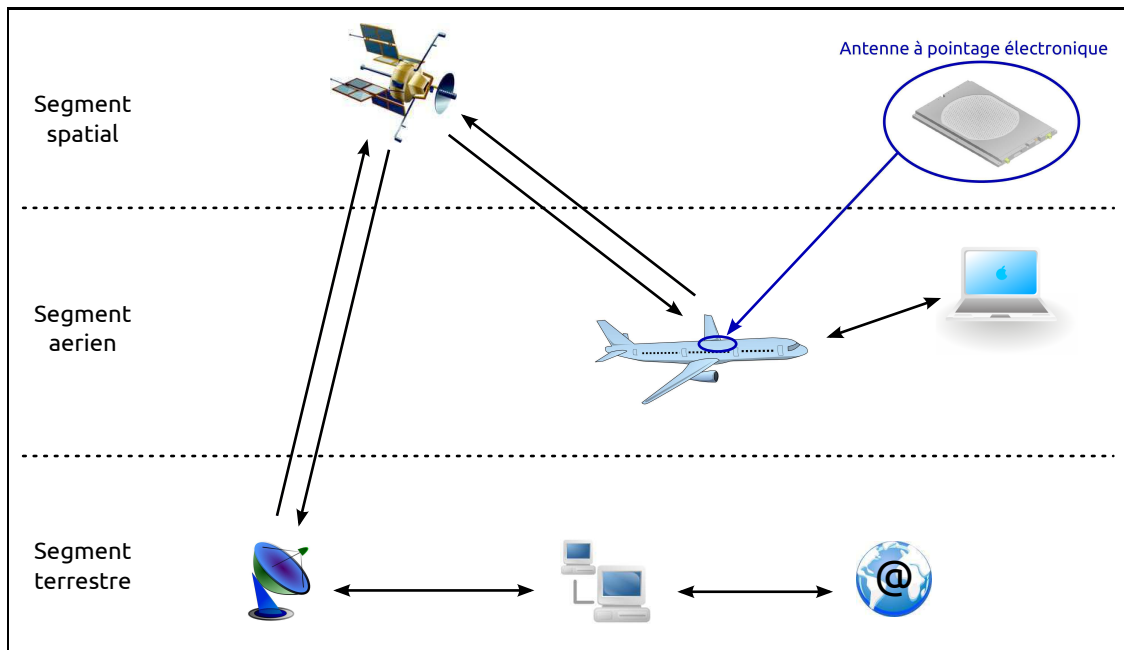 Antenne à pointage électronique
Segment
spatial
Segment
aerien
Segment
terrestre
@